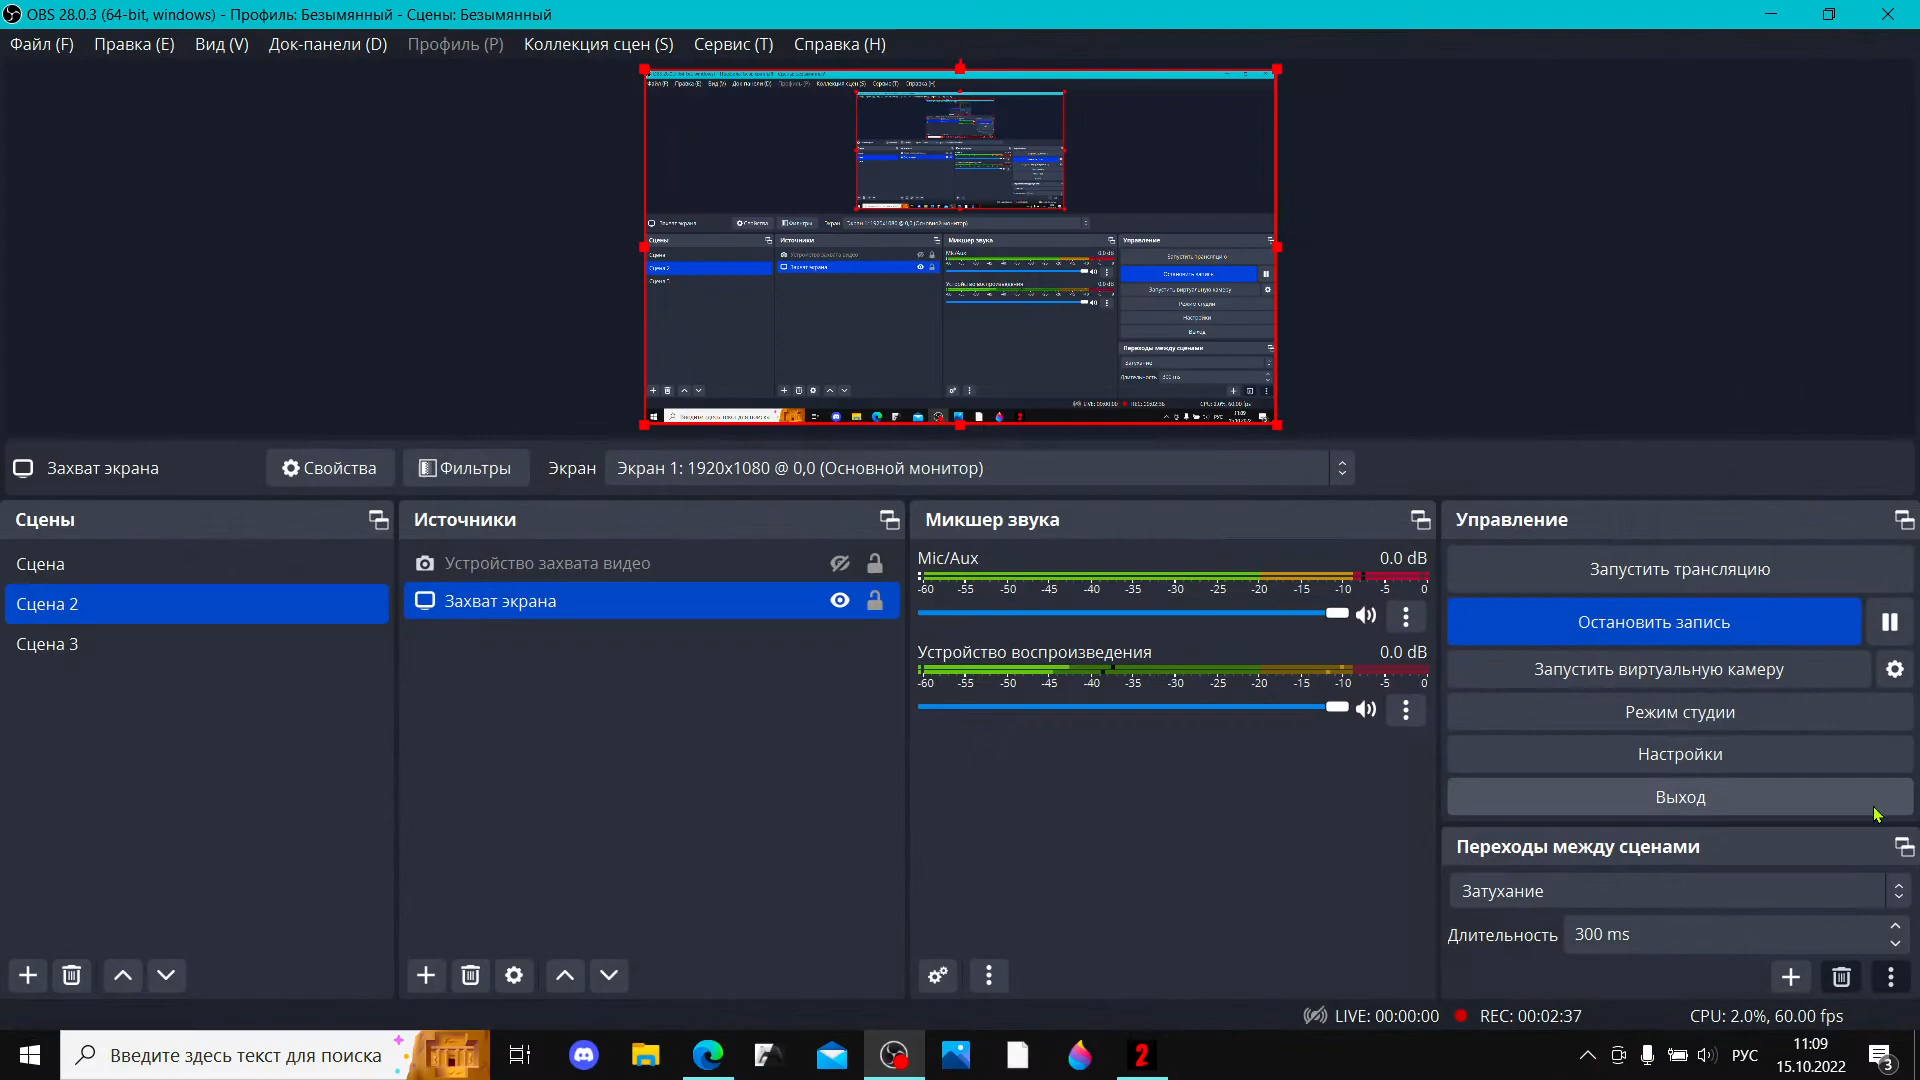 OBS 28.0.3 (64-bit, windows) - Профиль: Безымянный - Сцены: Безымянный
Файл (F) Правка (E) Вид (V) Док-панели (D) Профиль (P) Коллекция сцен (S) Сервис (T) Справка (H)
Захват экрана Свойства Фильтры Экран Экран 1: 1920x1080 @ 0,0 (Основной монитор)
Сцены
Сцена
Сцена 2
Сцена 3
Источники
Устройство захвата видео
Захват экрана
Микшер звука
Mic/Aux 0.0 dB
-60 -55 -50 -45 -40 -35 -30 -25 -20 -15 -10 -5 0
Устройство воспроизведения 0.0 dB
-60 -55 -50 -45 -40 -35 -30 -25 -20 -15 -10 -5 0
Управление
Запустить трансляцию
Остановить запись
Запустить виртуальную камеру
Режим студии
Настройки
Выход
Переходы между сценами
Затухание
Длительность 300 ms
LIVE: 00:00:00 REC: 00:02:37 CPU: 2.0%, 60.00 fps
Введите здесь текст для поиска
2
РУС
11:09
15.10.2022
3